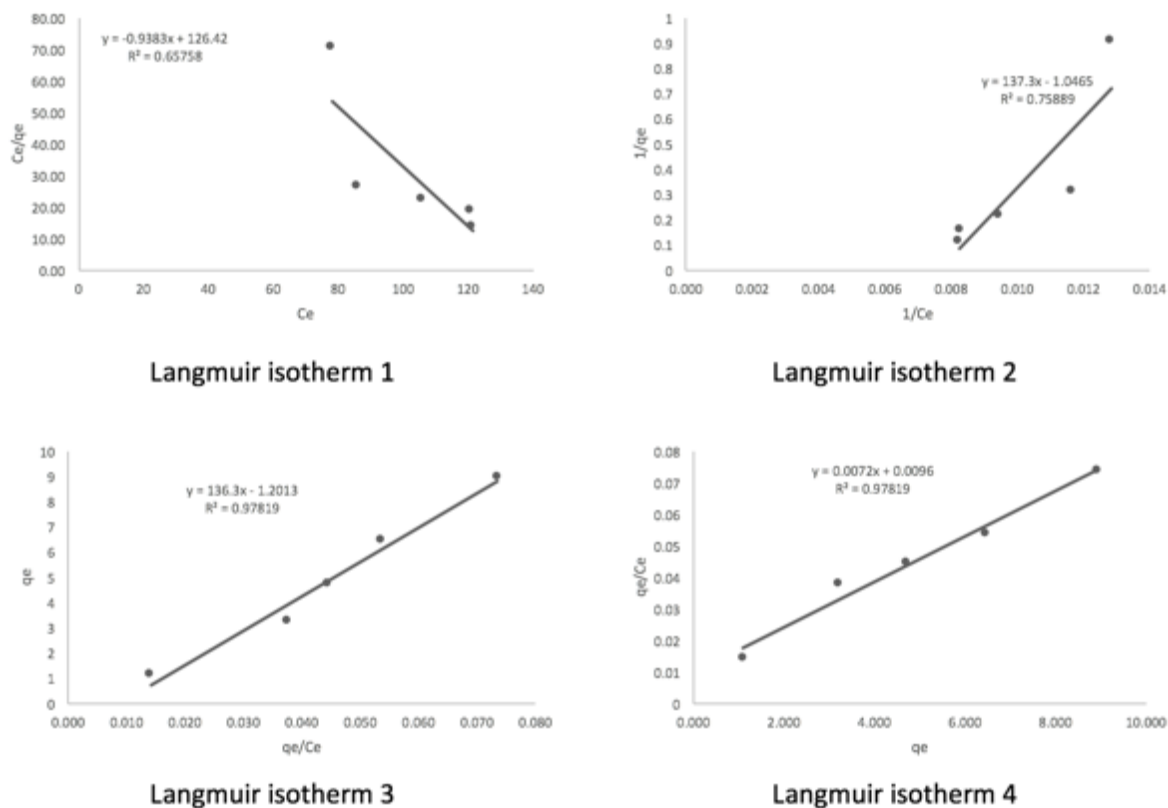 80.00
70.00
60.00
50.00
40.00
30.00
20.00
10.00
0.00
Ce/qe
y = -0.9383x + 126.42
R² = 0.65758
0 20 40 60 80 100 120 140
Ce
Langmuir isotherm 1
1
0.9
0.8
0.7
0.6
0.5
0.4
0.3
0.2
0.1
0
1/qe
y = 137.3x - 1.0465
R² = 0.75889
0.000 0.002 0.004 0.006 0.008 0.010 0.012 0.014
1/Ce
Langmuir isotherm 2
10
9
8
7
6
5
4
3
2
1
0
qe
y = 136.3x - 1.2013
R² = 0.97819
0.000 0.010 0.020 0.030 0.040 0.050 0.060 0.070 0.080
qe/Ce
Langmuir isotherm 3
0.08
0.07
0.06
0.05
0.04
0.03
0.02
0.01
0
qe/Ce
y = 0.0072x + 0.0096
R² = 0.97819
0.000 2.000 4.000 6.000 8.000 10.000
qe
Langmuir isotherm 4